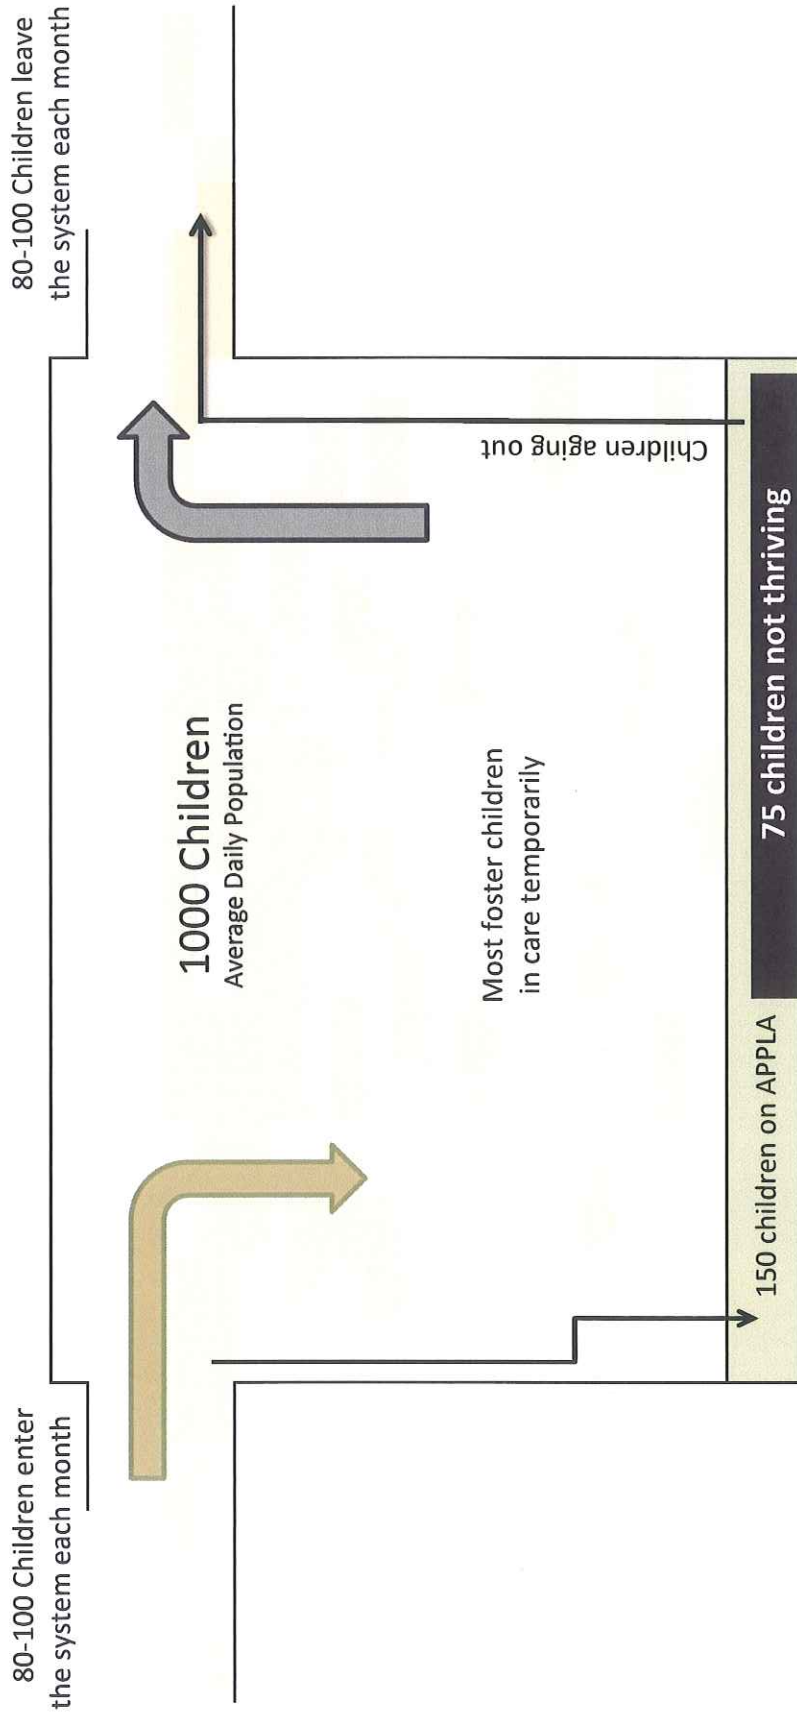 80-100 Children enter
the system each month
80-100 Children leave
the system each month
1000 Children
Average Daily Population
Most foster children
in care temporarily
Children aging out
150 children on APPLA
75 children not thriving